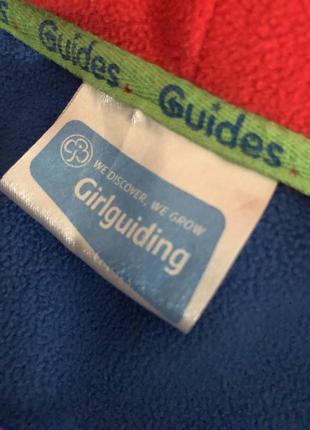 Guides. Guides.
WE DISCOVER, WE GROW
Girlguiding